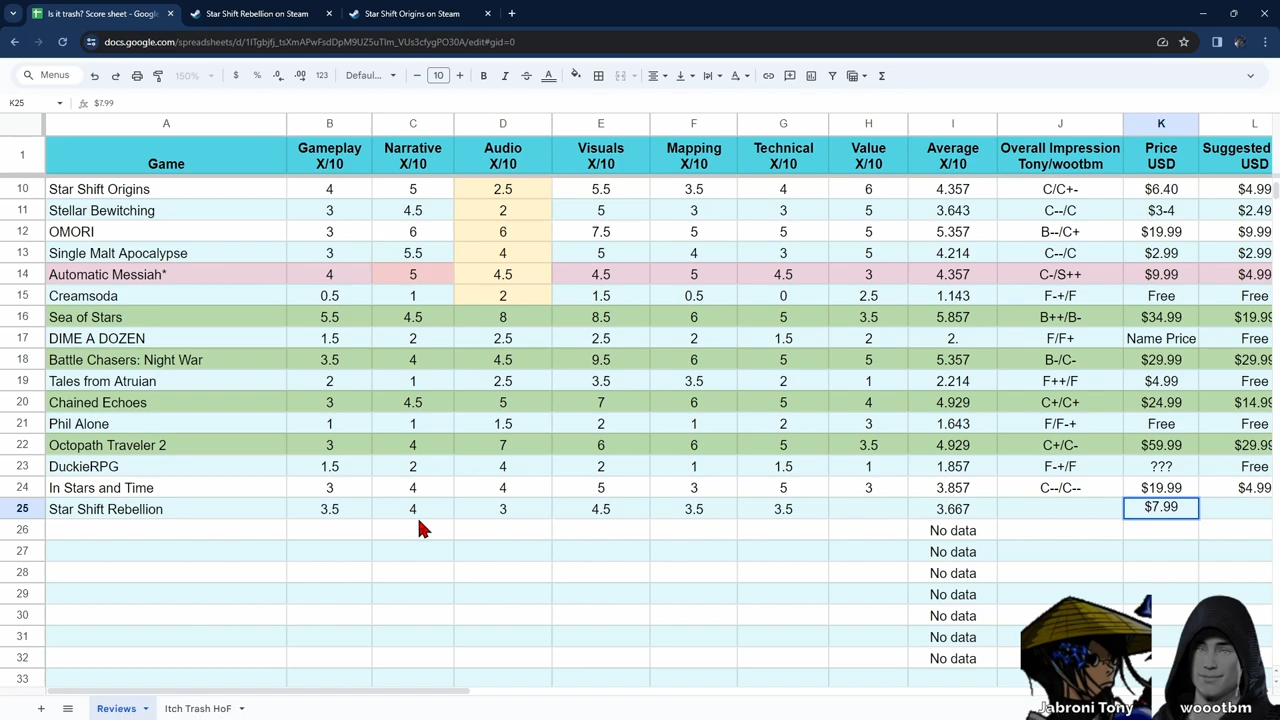 Is it trash? Score sheet - Google
Star Shift Rebellion on Steam
Star Shift Origins on Steam
Menus
150%
$ % .0 .00 123
Defaul...
10
K25
fx $7.99
A B C D E F G H I J K L
1 Game Gameplay X/10 Narrative X/10 Audio X/10 Visuals X/10 Mapping X/10 Technical X/10 Value X/10 Average X/10 Overall Impression Tony/wootbm Price USD Suggested USD
10 Star Shift Origins 4 5 2.5 5.5 3.5 4 6 4.357 C/C+- $6.40 $4.99
11 Stellar Bewitching 3 4.5 2 5 3 3 5 3.643 C--/C $3-4 $2.49
12 OMORI 3 6 6 7.5 5 5 5 5.357 B--/C+ $19.99 $9.99
13 Single Malt Apocalypse 3 5.5 4 5 4 3 5 4.214 C--/C $2.99 $2.99
14 Automatic Messiah* 4 5 4.5 4.5 5 4.5 3 4.357 C-/S++ $9.99 $4.99
15 Creamsoda 0.5 1 2 1.5 0.5 0 2.5 1.143 F-+/F Free Free
16 Sea of Stars 5.5 4.5 8 8.5 6 5 3.5 5.857 B++/B- $34.99 $19.99
17 DIME A DOZEN 1.5 2 2.5 2.5 2 1.5 2 2. F/F+ Name Price Free
18 Battle Chasers: Night War 3.5 4 4.5 9.5 6 5 5 5.357 B-/C- $29.99 $29.99
19 Tales from Atruian 2 1 2.5 3.5 3.5 2 1 2.214 F++/F $4.99 Free
20 Chained Echoes 3 4.5 5 7 6 5 4 4.929 C+/C+ $24.99 $14.99
21 Phil Alone 1 1 1.5 2 1 2 3 1.643 F/F-+ Free Free
22 Octopath Traveler 2 3 4 7 6 6 5 3.5 4.929 C+/C- $59.99 $29.99
23 DuckieRPG 1.5 2 4 2 1 1.5 1 1.857 F-+/F ??? Free
24 In Stars and Time 3 4 4 5 3 5 3 3.857 C--/C-- $19.99 $4.99
25 Star Shift Rebellion 3.5 4 3 4.5 3.5 3.5 3.667 $7.99
26 No data
27 No data
28 No data
29 No data
30 No data
31 No data
32 No data
33
Jabroni Tony woootbm
Reviews
Itch Trash HoF